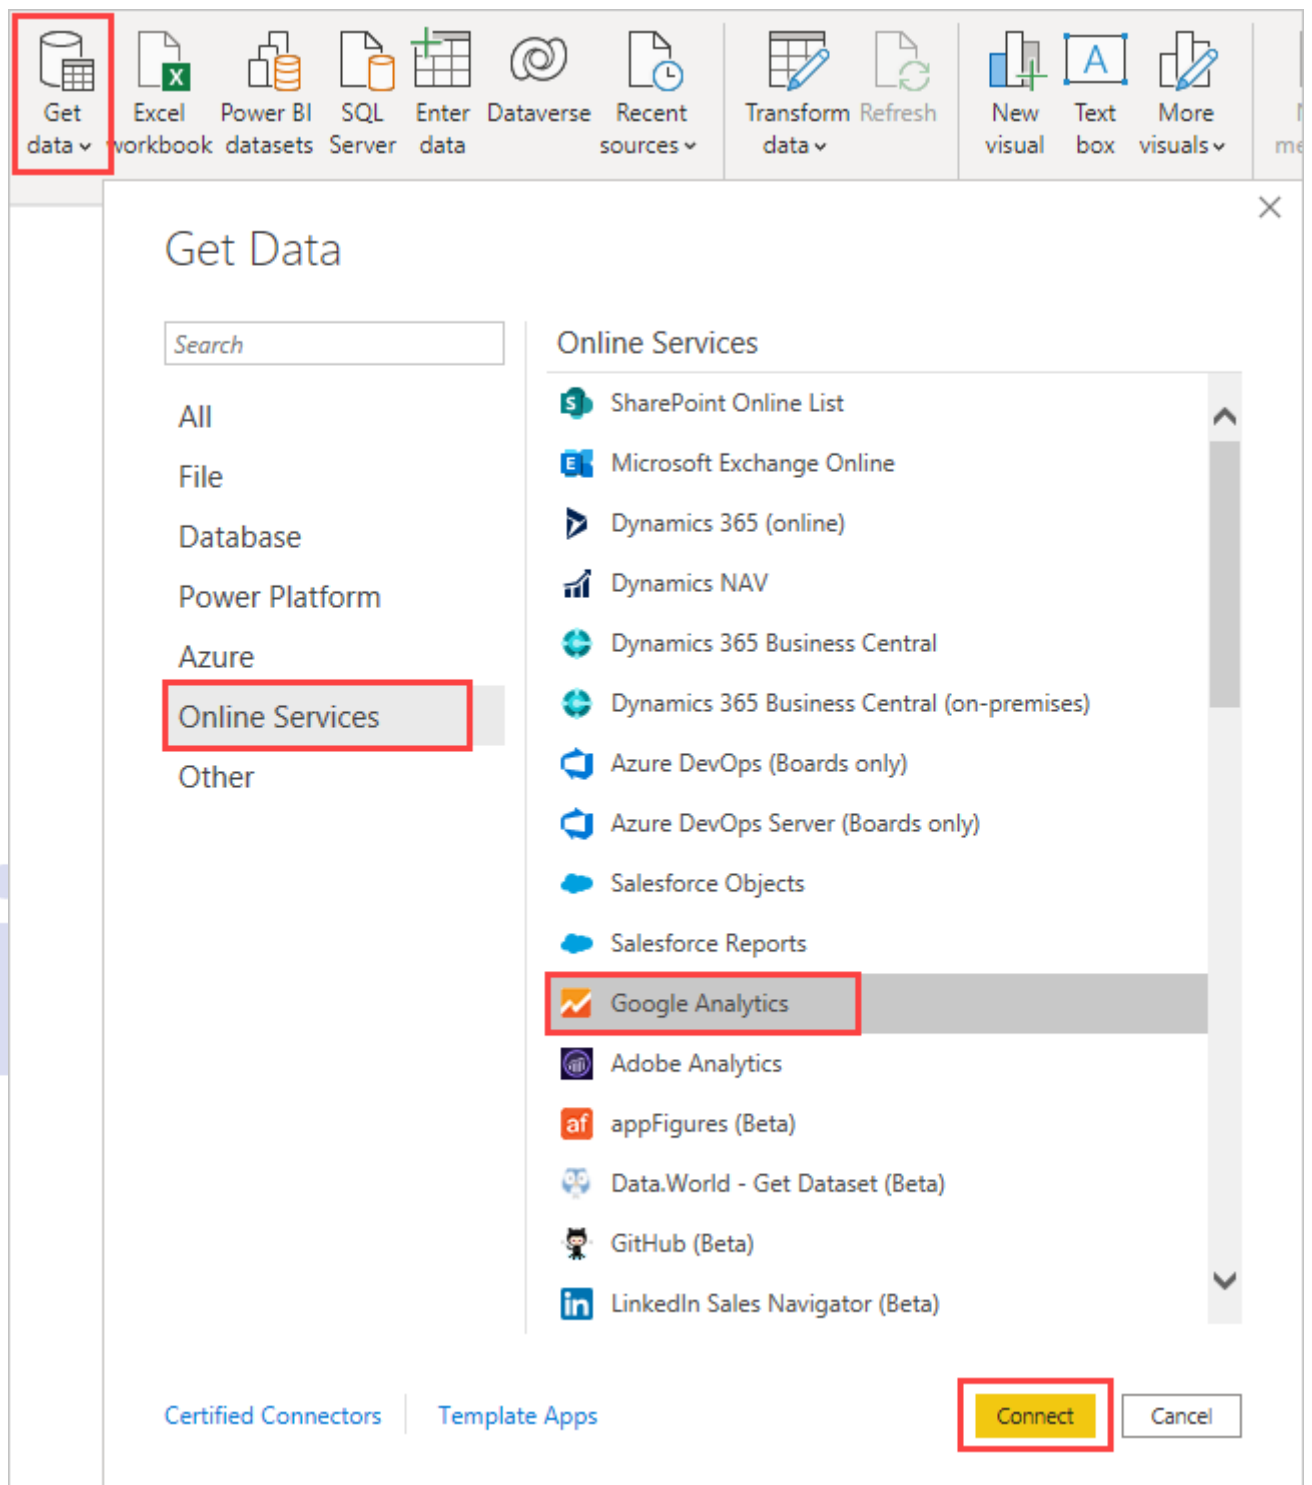 Get data
Excel workbook
Power BI datasets
SQL Server
Enter data
Dataverse
Recent sources
Transform data
Refresh
New visual
Text box
More visuals
Get Data
Search
All
File
Database
Power Platform
Azure
Online Services
Other
Online Services
SharePoint Online List
Microsoft Exchange Online
Dynamics 365 (online)
Dynamics NAV
Dynamics 365 Business Central
Dynamics 365 Business Central (on-premises)
Azure DevOps (Boards only)
Azure DevOps Server (Boards only)
Salesforce Objects
Salesforce Reports
Google Analytics
Adobe Analytics
appFigures (Beta)
Data.World - Get Dataset (Beta)
GitHub (Beta)
LinkedIn Sales Navigator (Beta)
Certified Connectors
Template Apps
Connect
Cancel